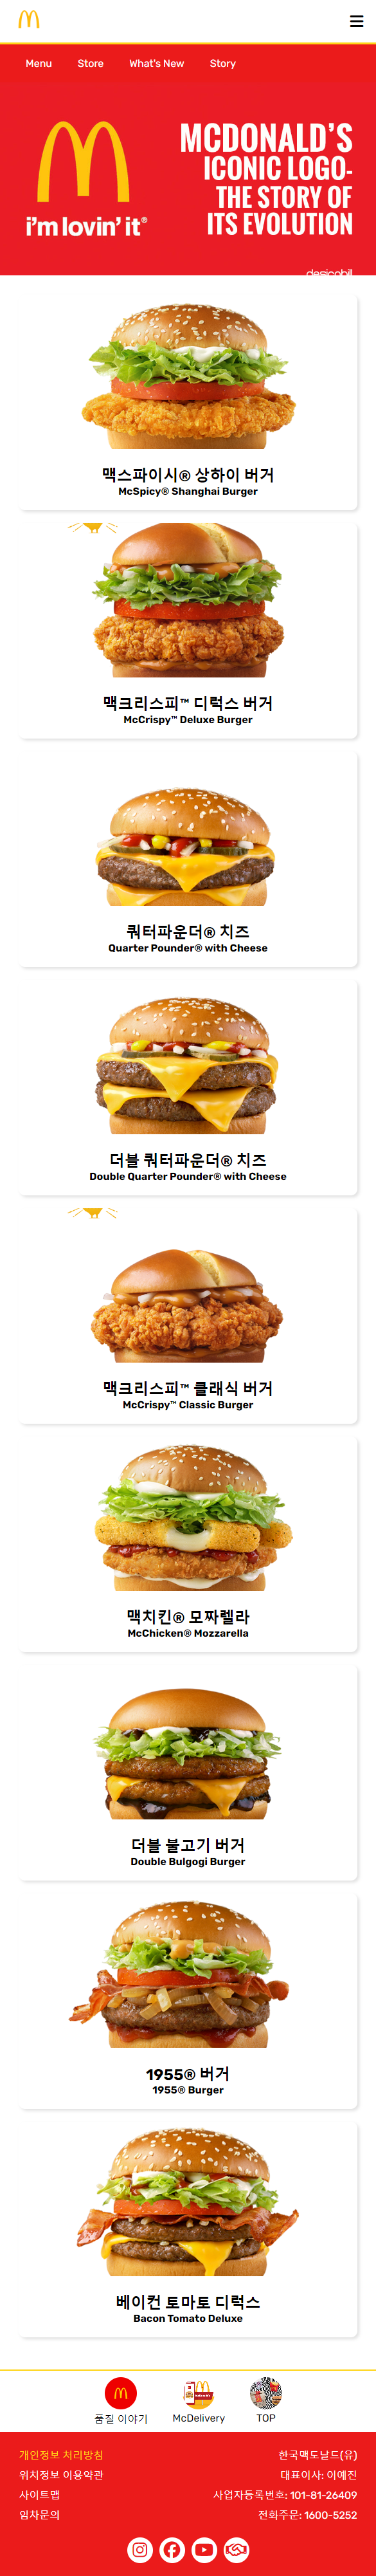 Menu Store What's New Story
MCDONALD'S
ICONIC LOGO-
THE STORY OF
ITS EVOLUTION
i'm lovin' it®
맥스파이시® 상하이 버거
McSpicy® Shanghai Burger
맥크리스피™ 디럭스 버거
McCrispy™ Deluxe Burger
쿼터파운더® 치즈
Quarter Pounder® with Cheese
더블 쿼터파운더® 치즈
Double Quarter Pounder® with Cheese
맥크리스피™ 클래식 버거
McCrispy™ Classic Burger
맥치킨® 모짜렐라
McChicken® Mozzarella
더블 불고기 버거
Double Bulgogi Burger
1955® 버거
1955® Burger
베이컨 토마토 디럭스
Bacon Tomato Deluxe
품질 이야기 McDelivery TOP
개인정보 처리방침 한국맥도날드(유)
위치정보 이용약관 대표이사: 이예진
사이트맵 사업자등록번호: 101-81-26409
임차문의 전화주문: 1600-5252